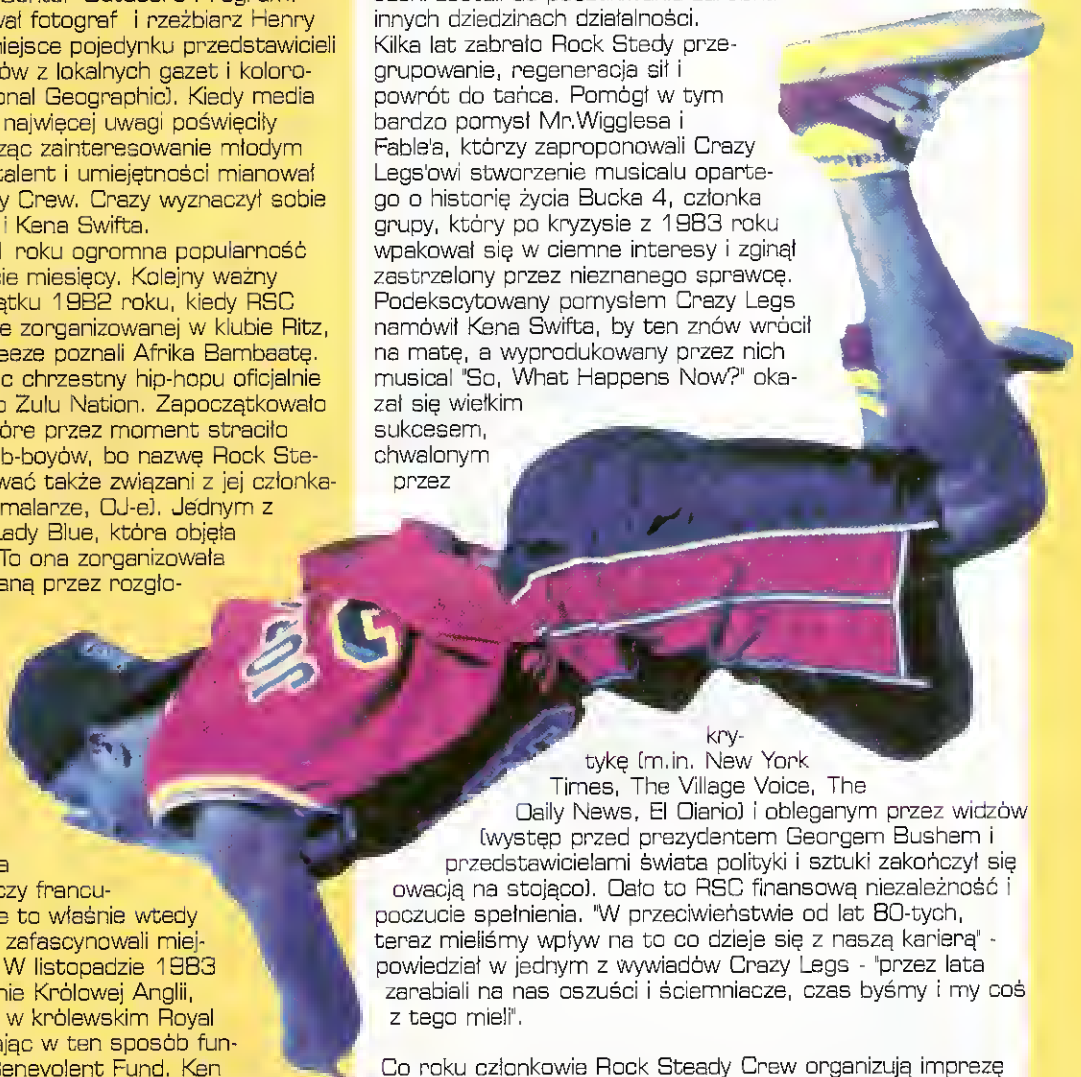 wał fotograf i rzeźbiarz Henry
niejsce pojedynku przedstawicieli
ów z lokalnych gazet i koloro-
onal Geographic). Kiedy media
najwięcej uwagi poświęciły
ząc zainteresowanie młodym
talent i umiejętności mianował
y Crew. Crazy wyznaczył sobie
i Kena Swifta.
1 roku ogromna popularność
cie miesięcy. Kolejny ważny
ątku 1982 roku, kiedy RSC
e zorganizowanej w klubie Ritz,
eeze poznali Afrika Bambaatę.
c chrzestny hip-hopu oficjalnie
o Zulu Nation. Zapoczątkowało
óre przez moment straciło
b-boyów, bo nazwę Rock Ste-
wać także związani z jej członka-
malarze, DJ-e). Jednym z
Lady Blue, która objęła
To ona zorganizowała
aną przez rozgło-
a
czy francu-
e to właśnie wtedy
zafascynowali miej-
W listopadzie 1983
nie Królowej Anglii,
w królewskim Royal
ając w ten sposób fun-
Benevolent Fund. Ken
innych dziedzinach działalności.
Kilka lat zabrało Rock Stedy prze-
grupowanie, regeneracja sił i
powrót do tańca. Pomógł w tym
bardzo pomysł Mr.Wigglesa i
Fable'a, którzy zaproponowali Crazy
Legs'owi stworzenie musicalu oparte-
go o historię życia Bucka 4, członka
grupy, który po kryzysie z 1983 roku
wpakował się w ciemne interesy i zginął
zastrzelony przez nieznanego sprawcę.
Podekscytowany pomysłem Crazy Legs
namówił Kena Swifta, by ten znów wrócił
na matę, a wyprodukowany przez nich
musical "So, What Happens Now?" oka-
zał się wielkim
sukcesem,
chwalonym
przez
kry-
tykę (m.in. New York
Times, The Village Voice, The
Daily News, El Diario) i obleganym przez widzów
(występ przed prezydentem Georgem Bushem i
przedstawicielami świata polityki i sztuki zakończył się
owacją na stojąco). Dało to RSC finansową niezależność i
poczucie spełnienia. "W przeciwieństwie od lat 80-tych,
teraz mieliśmy wpływ na to co dzieje się z naszą karierą" -
powiedział w jednym z wywiadów Crazy Legs - "przez lata
zarabiali na nas oszuści i ściemniacze, czas byśmy i my coś
z tego mieli".
Co roku członkowie Rock Steady Crew organizują imprezę